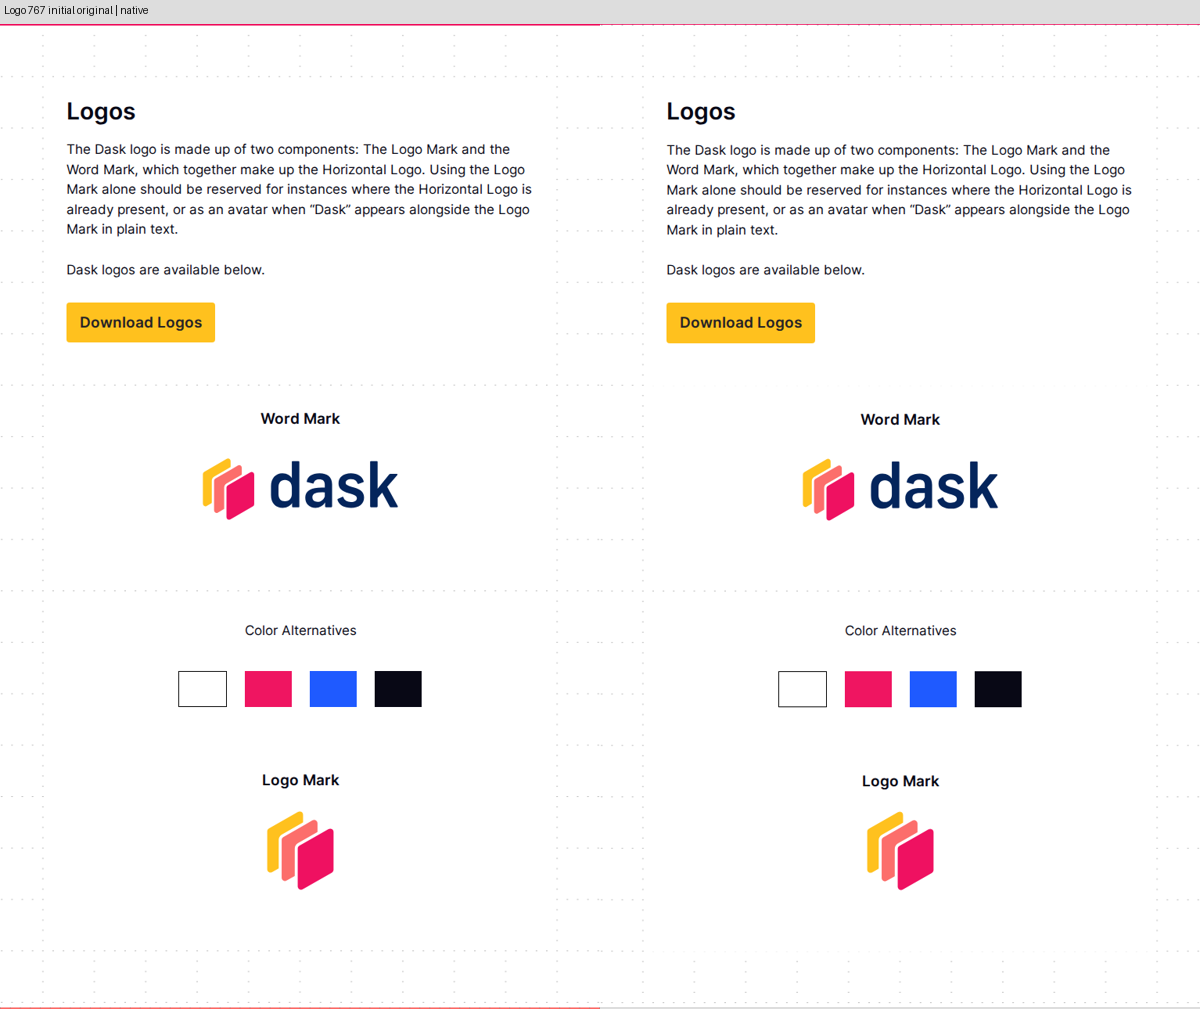 Logo 767 initial original | native
Logos
The Dask logo is made up of two components: The Logo Mark and the
Word Mark, which together make up the Horizontal Logo. Using the Logo
Mark alone should be reserved for instances where the Horizontal Logo is
already present, or as an avatar when “Dask” appears alongside the Logo
Mark in plain text.
Dask logos are available below.
Download Logos
Word Mark
dask
Color Alternatives
Logo Mark
Logos
The Dask logo is made up of two components: The Logo Mark and the
Word Mark, which together make up the Horizontal Logo. Using the Logo
Mark alone should be reserved for instances where the Horizontal Logo is
already present, or as an avatar when “Dask” appears alongside the Logo
Mark in plain text.
Dask logos are available below.
Download Logos
Word Mark
dask
Color Alternatives
Logo Mark